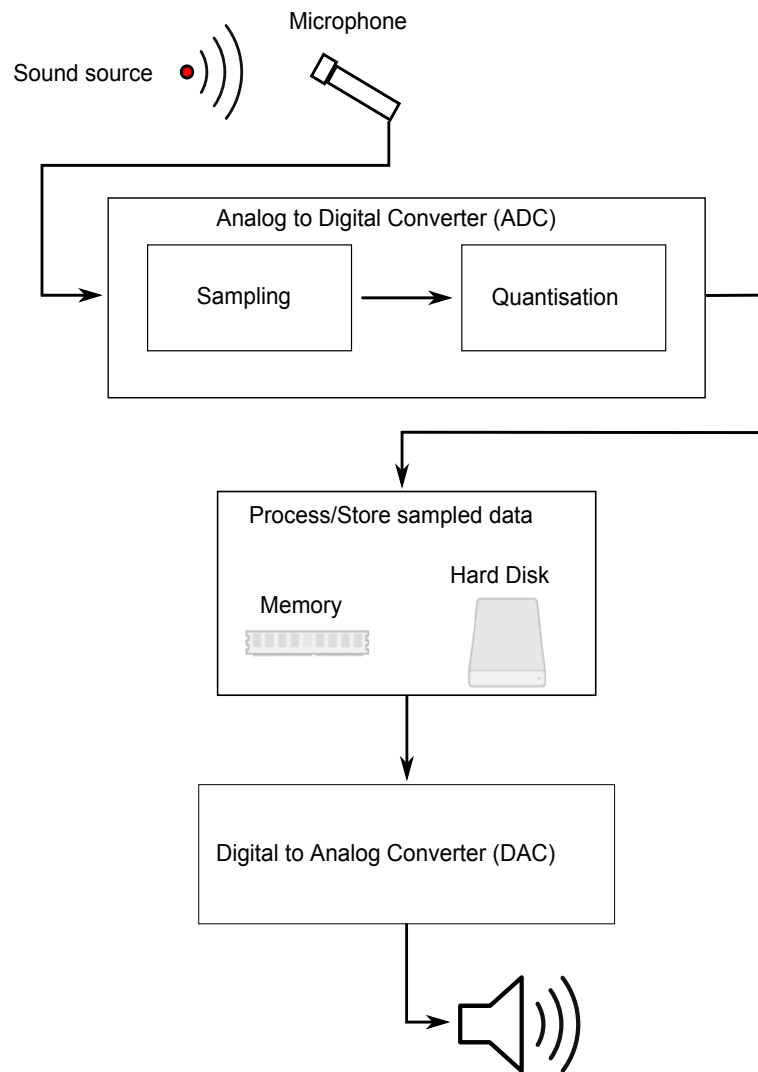 Microphone
Sound source
Analog to Digital Converter (ADC)
Sampling
Quantisation
Process/Store sampled data
Hard Disk
Memory
Digital to Analog Converter (DAC)